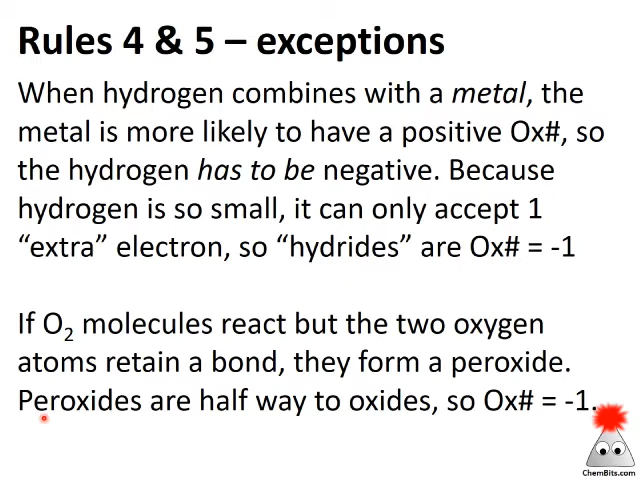 Rules 4 & 5 – exceptions
When hydrogen combines with a metal, the
metal is more likely to have a positive Ox#, so
the hydrogen has to be negative. Because
hydrogen is so small, it can only accept 1
“extra” electron, so “hydrides” are Ox# = -1
If O₂ molecules react but the two oxygen
atoms retain a bond, they form a peroxide.
Peroxides are half way to oxides, so Ox# = -1.
ChemBits.com